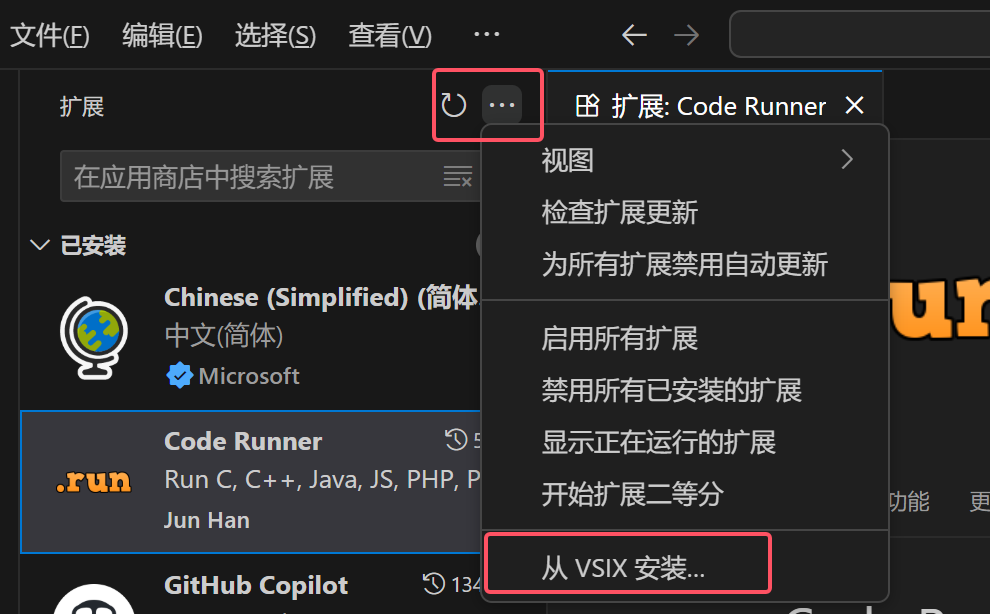 文件(F) 编辑(E) 选择(S) 查看(V) ...
扩展
扩展: Code Runner
在应用商店中搜索扩展
已安装
Chinese (Simplified) (简体
中文(简体)
Microsoft
Code Runner
.run
Run C, C++, Java, JS, PHP, P
Jun Han
GitHub Copilot
134
视图
检查扩展更新
为所有扩展禁用自动更新
启用所有扩展
禁用所有已安装的扩展
显示正在运行的扩展
开始扩展二等分
从 VSIX 安装...
un
功能 更